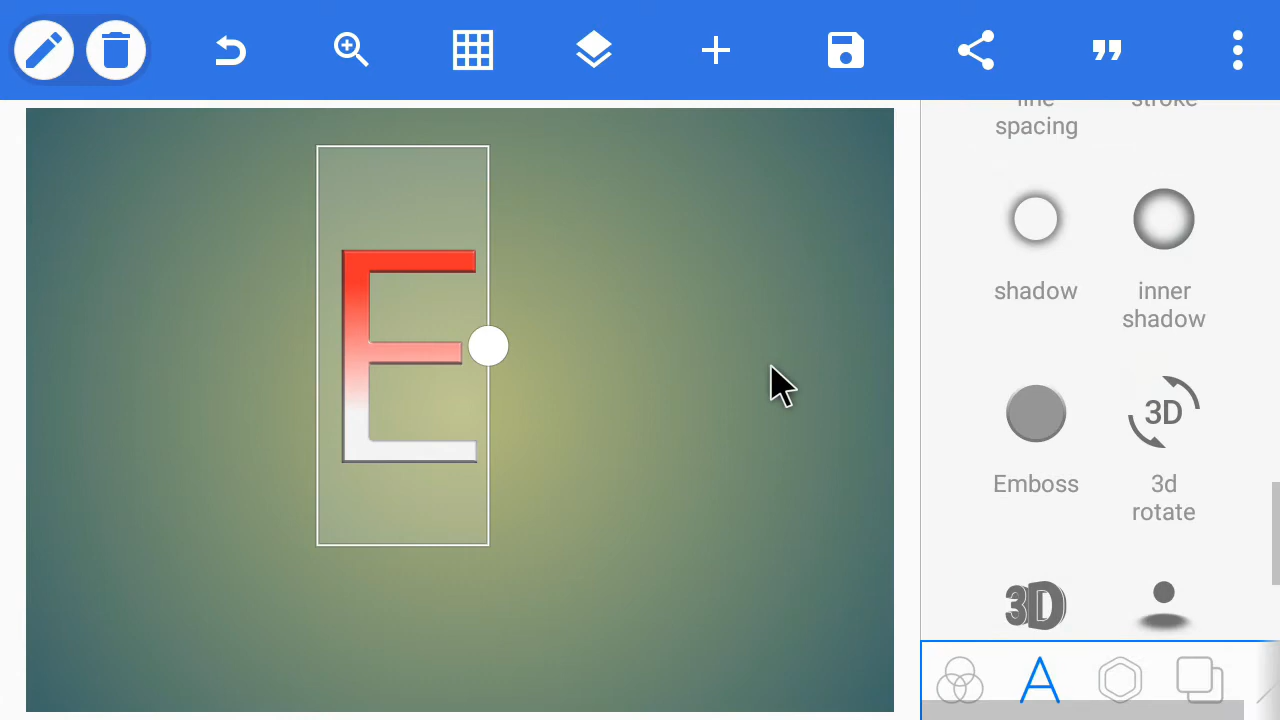 line
spacing
stroke
shadow
inner
shadow
E
Emboss
3D
3d
rotate
3D
A